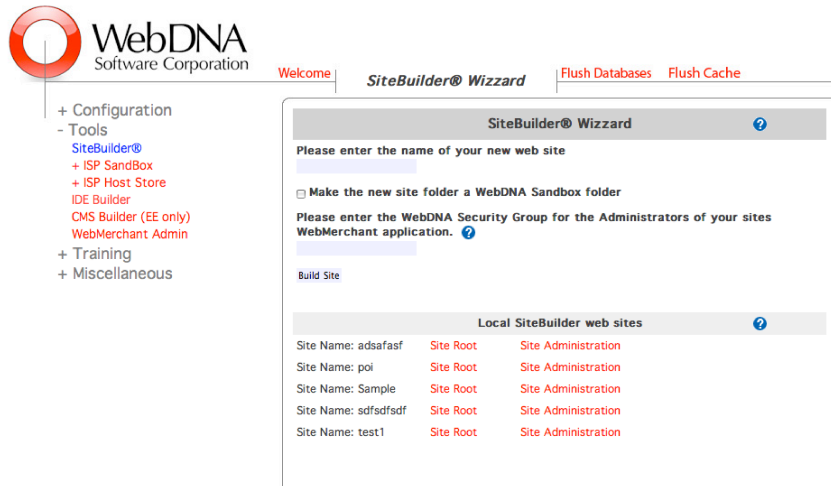 WebDNA
Software Corporation
Welcome
SiteBuilder® Wizzard
Flush Databases
Flush Cache
+ Configuration
- Tools
SiteBuilder®
+ ISP SandBox
+ ISP Host Store
IDE Builder
CMS Builder (EE only)
WebMerchant Admin
+ Training
+ Miscellaneous
SiteBuilder® Wizzard ?
Please enter the name of your new web site
Make the new site folder a WebDNA Sandbox folder
Please enter the WebDNA Security Group for the Administrators of your sites
WebMerchant application. ?
Build Site
Local SiteBuilder web sites ?
Site Name: adsafasf Site Root Site Administration
Site Name: poi Site Root Site Administration
Site Name: Sample Site Root Site Administration
Site Name: sdfsdfsdf Site Root Site Administration
Site Name: test1 Site Root Site Administration